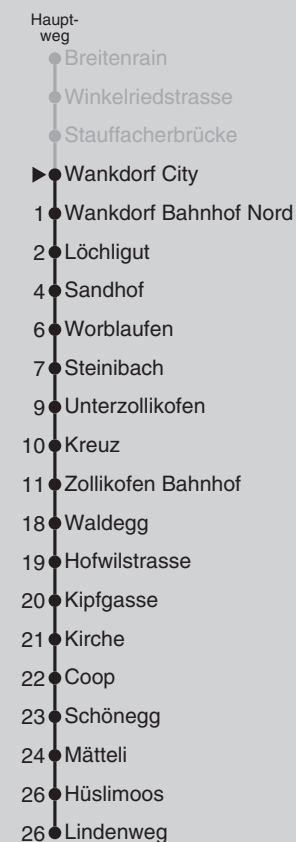 Haupt-
weg
Breitenrain
Winkelriedstrasse
Stauffacherbrücke
Wankdorf City
1 Wankdorf Bahnhof Nord
2 Löchligut
4 Sandhof
6 Worblaufen
7 Steinibach
9 Unterzollikofen
10 Kreuz
11 Zollikofen Bahnhof
18 Waldegg
19 Hofwilstrasse
20 Kipfgasse
21 Kirche
22 Coop
23 Schönegg
24 Mätteli
26 Hüslimoos
26 Lindenweg